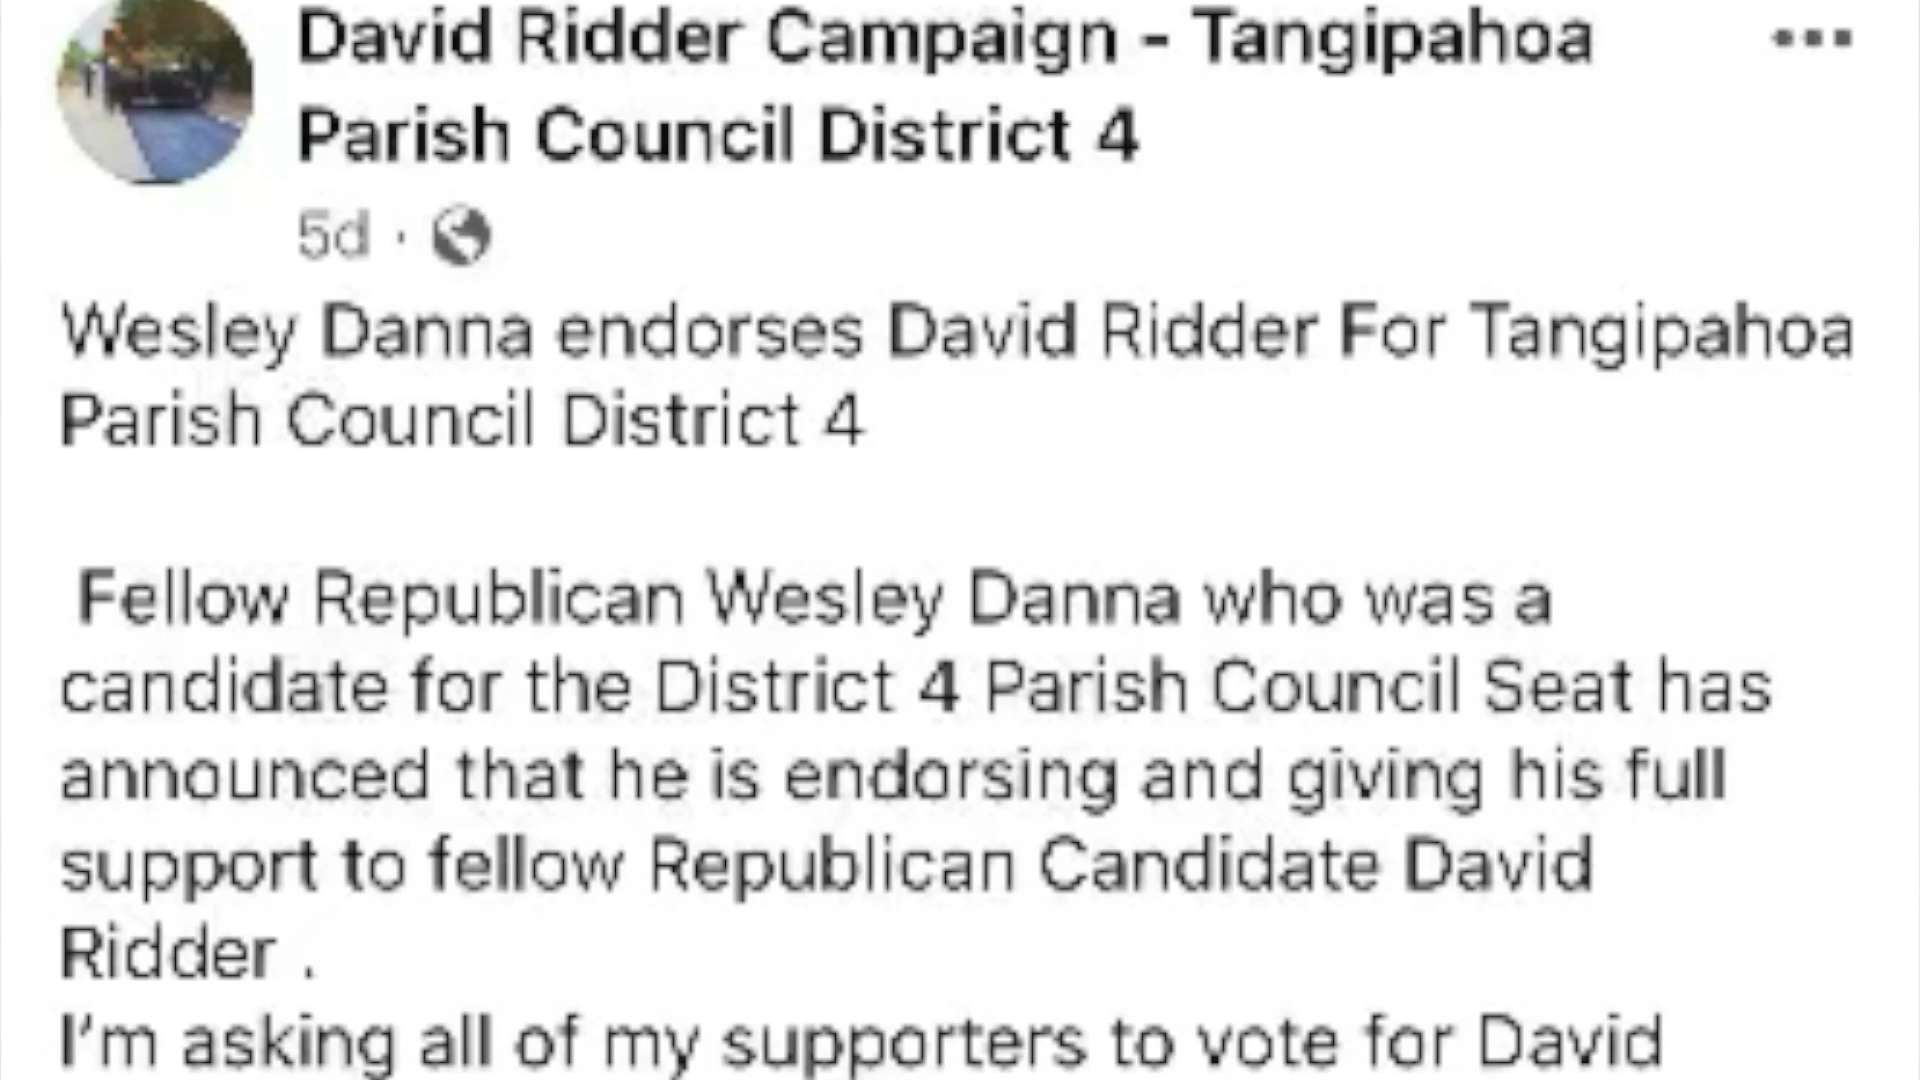 David Ridder Campaign - Tangipahoa
Parish Council District 4
5d ·
Wesley Danna endorses David Ridder For Tangipahoa
Parish Council District 4
Fellow Republican Wesley Danna who was a
candidate for the District 4 Parish Council Seat has
announced that he is endorsing and giving his full
support to fellow Republican Candidate David
Ridder .
I'm asking all of my supporters to vote for David